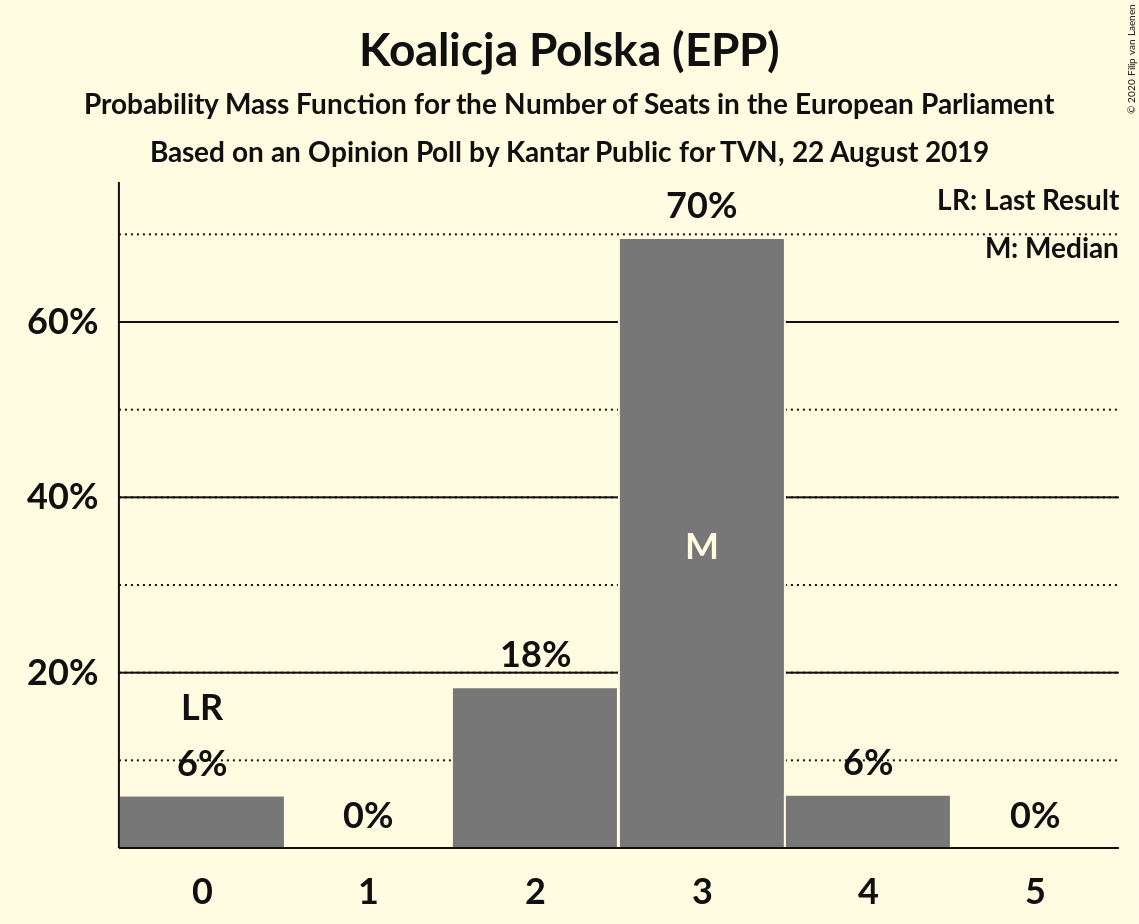 Koalicja Polska (EPP)
Probability Mass Function for the Number of Seats in the European Parliament
Based on an Opinion Poll by Kantar Public for TVN, 22 August 2019
© 2020 Filip van Laenen
LR: Last Result
M: Median
70%
60%
40%
20%
M
18%
LR
6%
0%
6%
0%
0 1 2 3 4 5